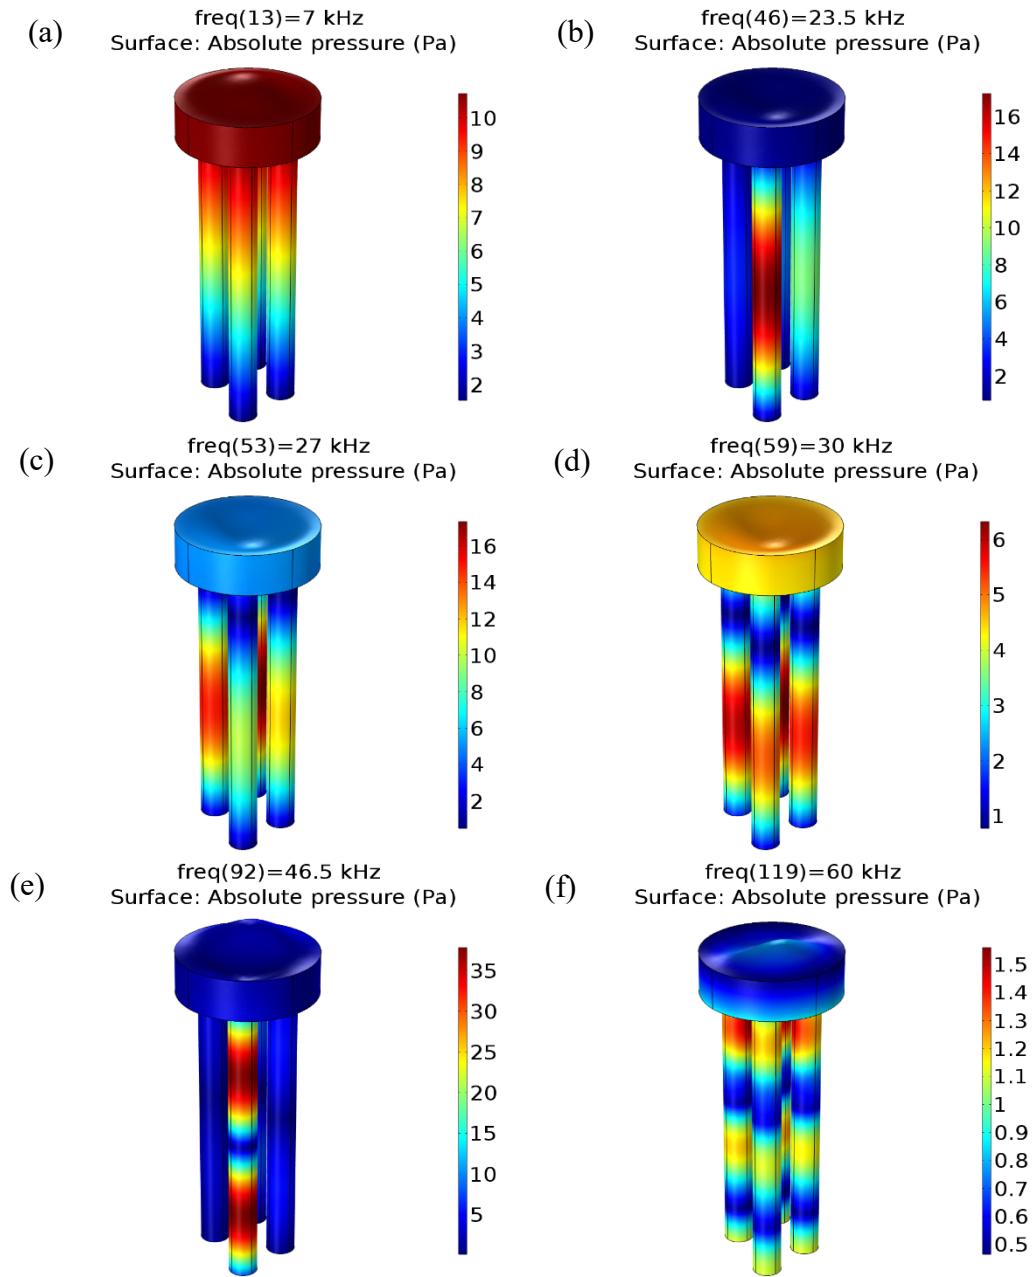 (a)
freq(13)=7 kHz
Surface: Absolute pressure (Pa)
10
9
8
7
6
5
4
3
2
(b)
freq(46)=23.5 kHz
Surface: Absolute pressure (Pa)
16
14
12
10
8
6
4
2
(c)
freq(53)=27 kHz
Surface: Absolute pressure (Pa)
16
14
12
10
8
6
4
2
(d)
freq(59)=30 kHz
Surface: Absolute pressure (Pa)
6
5
4
3
2
1
(e)
freq(92)=46.5 kHz
Surface: Absolute pressure (Pa)
35
30
25
20
15
10
5
(f)
freq(119)=60 kHz
Surface: Absolute pressure (Pa)
1.5
1.4
1.3
1.2
1.1
1
0.9
0.8
0.7
0.6
0.5